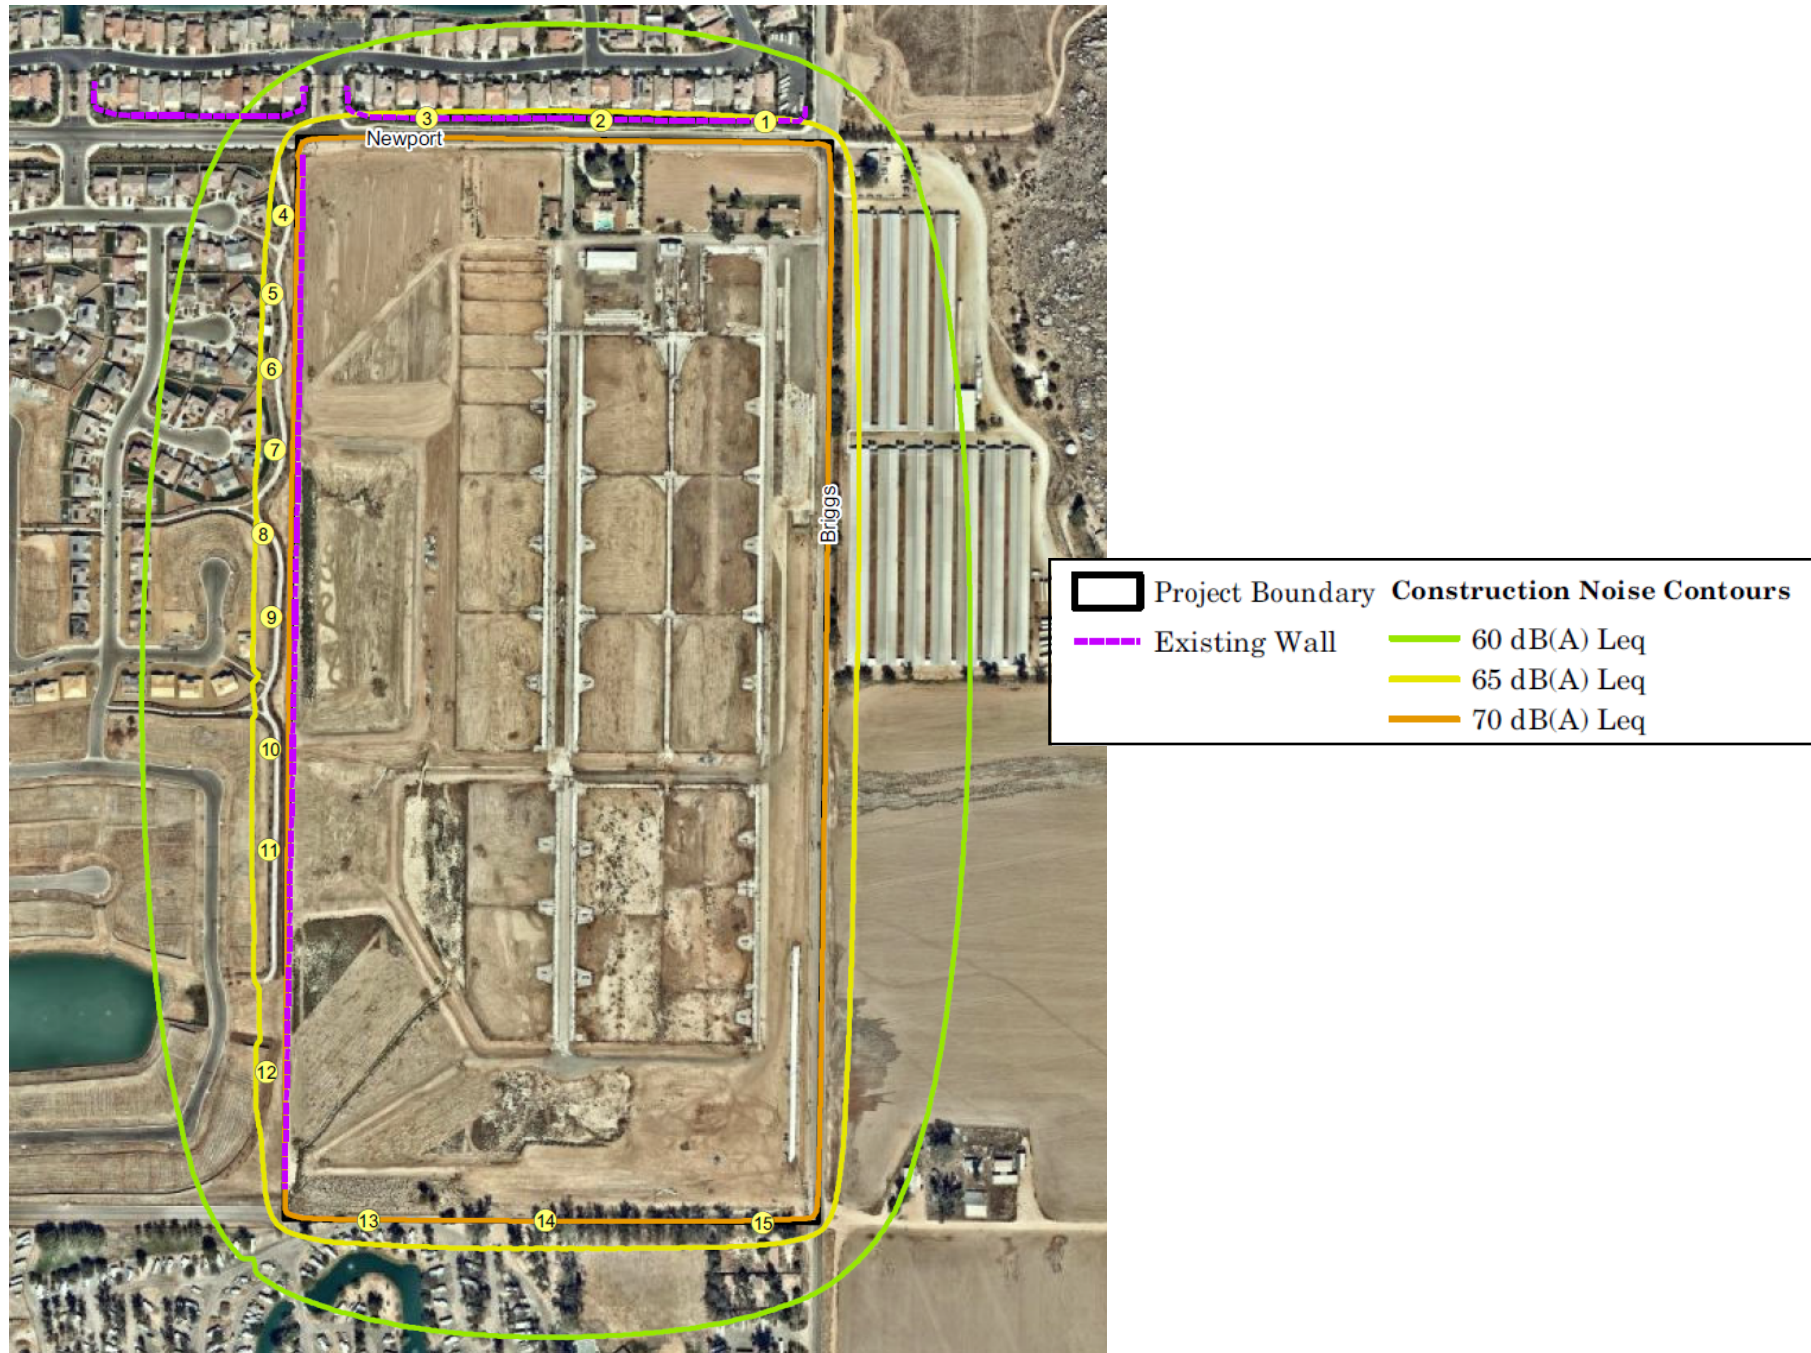 3
2
1
Newport
4
5
6
7
Briggs
8
9
10
11
12
13
14
15
Project Boundary
Existing Wall
Construction Noise Contours
60 dB(A) Leq
65 dB(A) Leq
70 dB(A) Leq